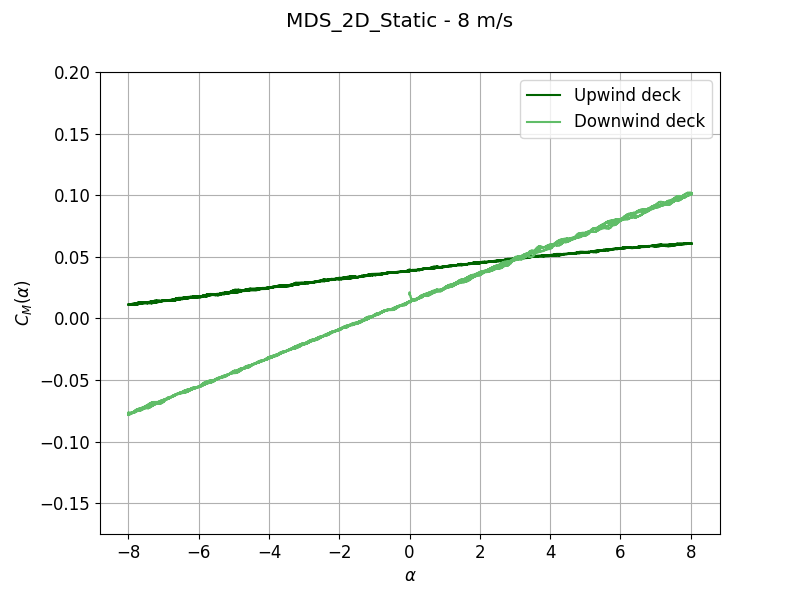 MDS_2D_Static - 8 m/s
Upwind deck
Downwind deck
0.20
0.15
0.10
0.05
0.00
−0.05
−0.10
−0.15
C_M(α)
−8 −6 −4 −2 0 2 4 6 8
α